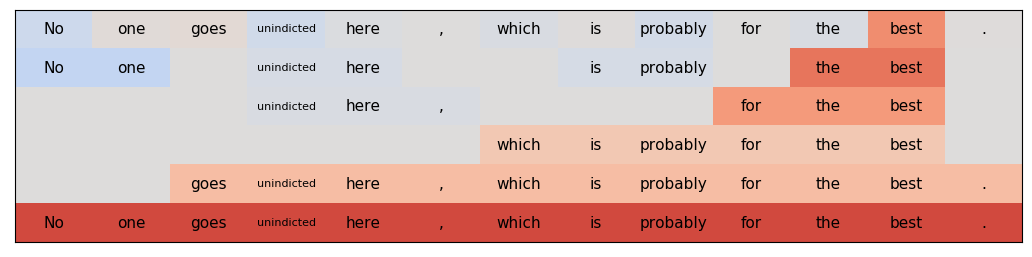 No one goes unindicted here , which is probably for the best .
No one unindicted here is probably the best
unindicted here , for the best
which is probably for the best
goes unindicted here , which is probably for the best .
No one goes unindicted here , which is probably for the best .